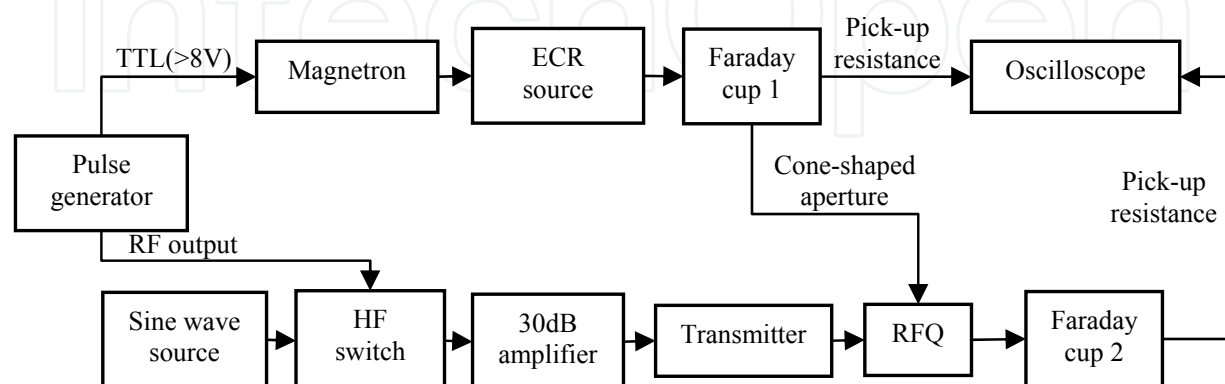 IntechOpen
TTL(>8V)
Magnetron
ECR
source
Faraday
cup 1
Pick-up
resistance
Oscilloscope
Pulse
generator
Cone-shaped
aperture
Pick-up
resistance
RF output
Sine wave
source
HF
switch
30dB
amplifier
Transmitter
RFQ
Faraday
cup 2